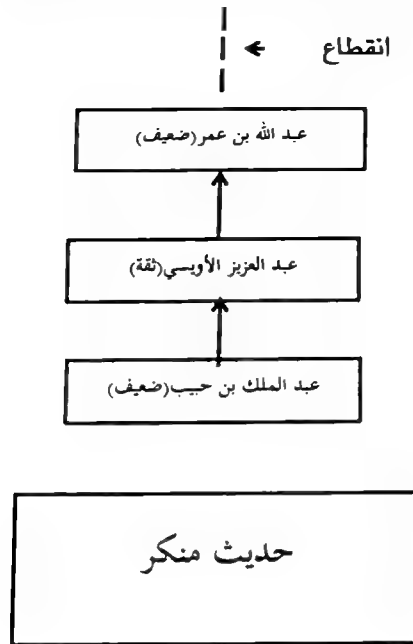 انقطاع
عبد الله بن عمر(ضعيف)
عبد العزيز الأويسي(ثقة)
عبد الملك بن حبيب(ضعيف)
حديث منكر